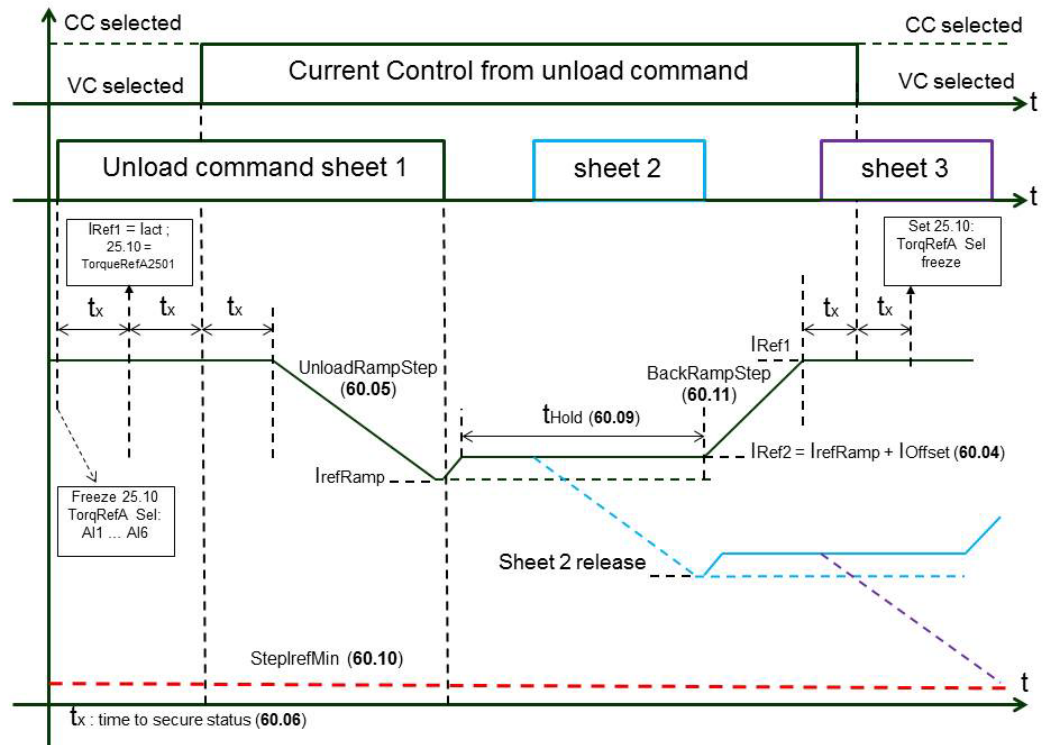 CC selected
CC selected
Current Control from unload command
VC selected
VC selected
t
Unload command sheet 1
sheet 2
sheet 3
t
IRef1 = Iact ;
25.10 =
TorqueRefA2501
Set 25.10:
TorqRefA Sel
freeze
tx
tx
tx
tx
tx
IRef1
UnloadRampStep
(60.05)
BackRampStep
(60.11)
tHold (60.09)
IrefRamp
IRef2 = IrefRamp + IOffset (60.04)
Freeze 25.10
TorqRefA Sel:
AI1 ... AI6
Sheet 2 release
StepIrefMin (60.10)
t
tx : time to secure status (60.06)